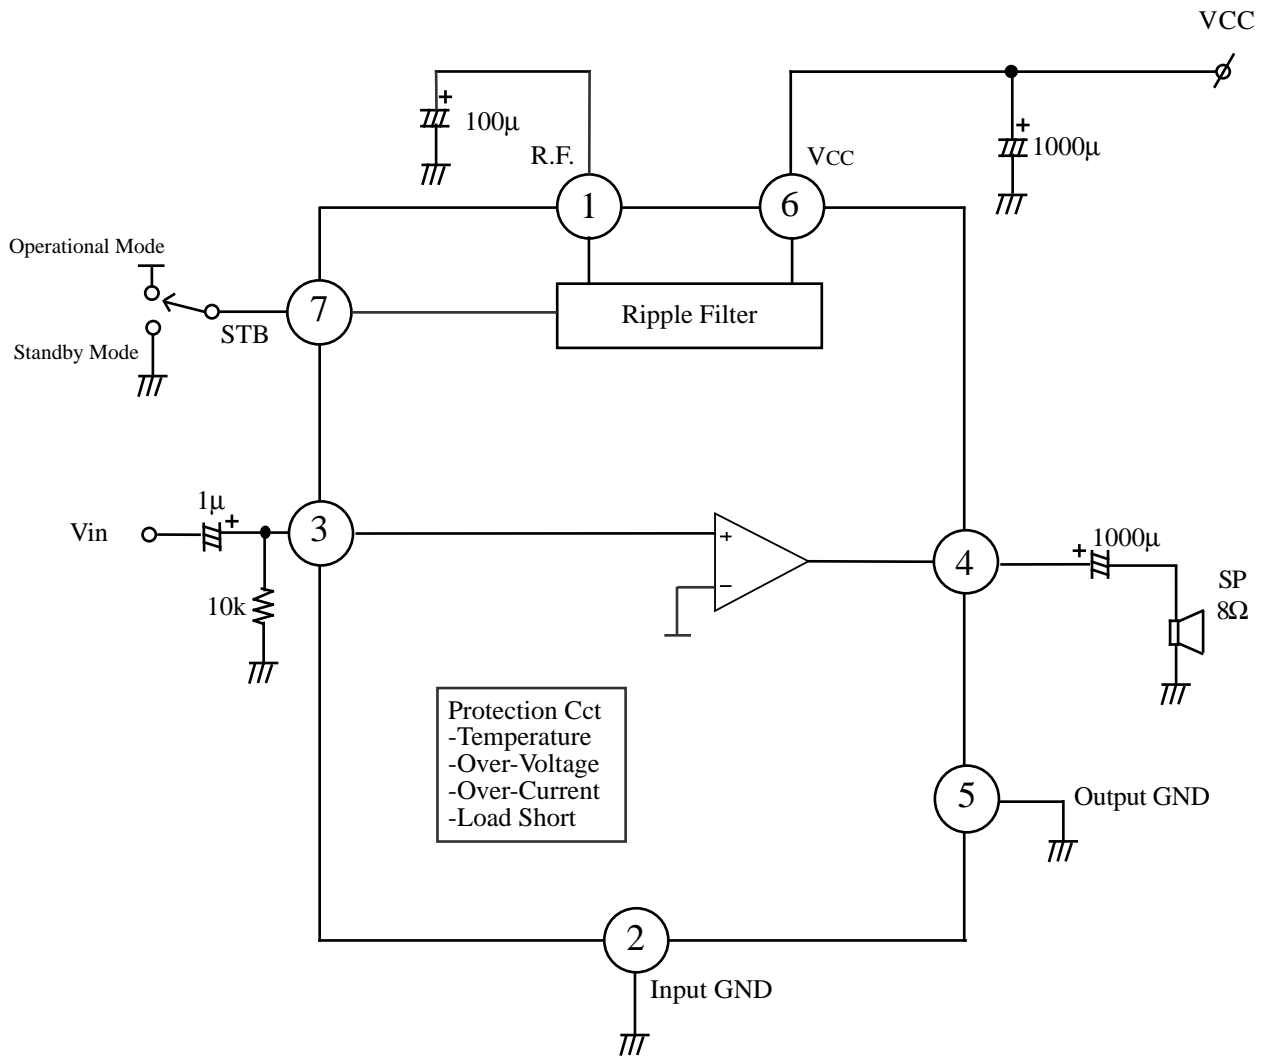 VCC
+
100μ
+
1000μ
R.F.
VCC
1
6
Operational Mode
7
Ripple Filter
STB
Standby Mode
1μ
+
Vin
3
+
−
4
+
1000μ
SP
8Ω
10k
Protection Cct
-Temperature
-Over-Voltage
-Over-Current
-Load Short
5
Output GND
2
Input GND